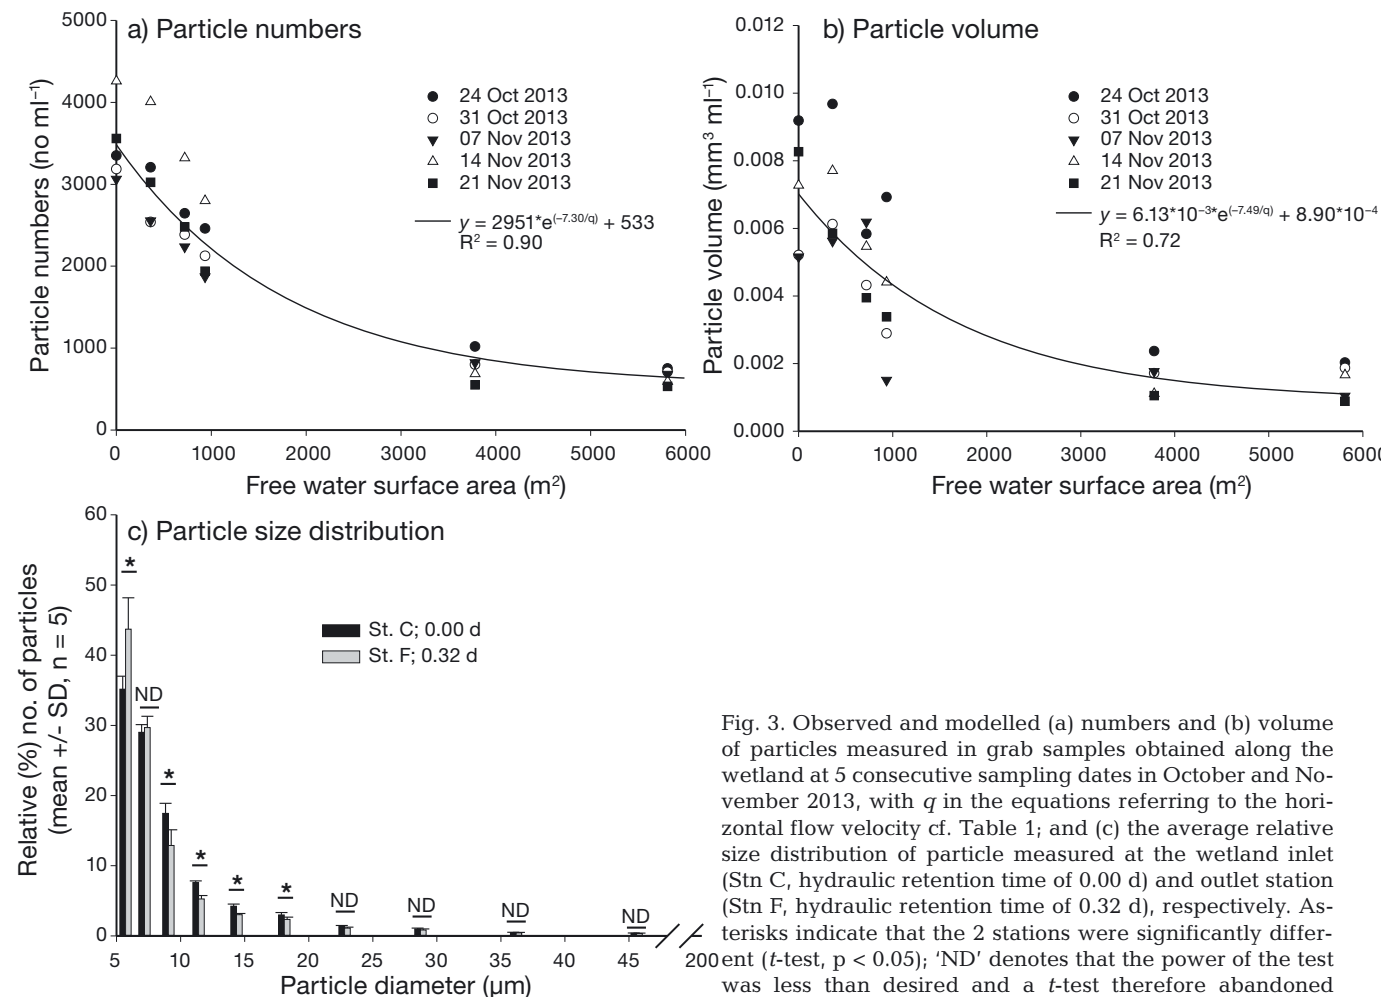 a) Particle numbers
5000
4000
3000
2000
1000
0
Particle numbers (no ml⁻¹)
24 Oct 2013
31 Oct 2013
07 Nov 2013
14 Nov 2013
21 Nov 2013
y = 2951*e(–7.30/q) + 533
R² = 0.90
0 1000 2000 3000 4000 5000 6000
Free water surface area (m²)
b) Particle volume
0.012
0.010
0.008
0.006
0.004
0.002
0.000
Particle volume (mm³ ml⁻¹)
24 Oct 2013
31 Oct 2013
07 Nov 2013
14 Nov 2013
21 Nov 2013
y = 6.13*10⁻³*e(–7.49/q) + 8.90*10⁻⁴
R² = 0.72
0 1000 2000 3000 4000 5000 6000
Free water surface area (m²)
c) Particle size distribution
60
50
40
30
20
10
0
Relative (%) no. of particles
(mean +/- SD, n = 5)
St. C; 0.00 d
St. F; 0.32 d
* ND * * * * ND ND ND ND
5 10 15 20 25 30 35 40 45 200
Particle diameter (µm)
Fig. 3. Observed and modelled (a) numbers and (b) volume
of particles measured in grab samples obtained along the
wetland at 5 consecutive sampling dates in October and No-
vember 2013, with q in the equations referring to the hori-
zontal flow velocity cf. Table 1; and (c) the average relative
size distribution of particle measured at the wetland inlet
(Stn C, hydraulic retention time of 0.00 d) and outlet station
(Stn F, hydraulic retention time of 0.32 d), respectively. As-
terisks indicate that the 2 stations were significantly differ-
ent (t-test, p < 0.05); 'ND' denotes that the power of the test
was less than desired and a t-test therefore abandoned